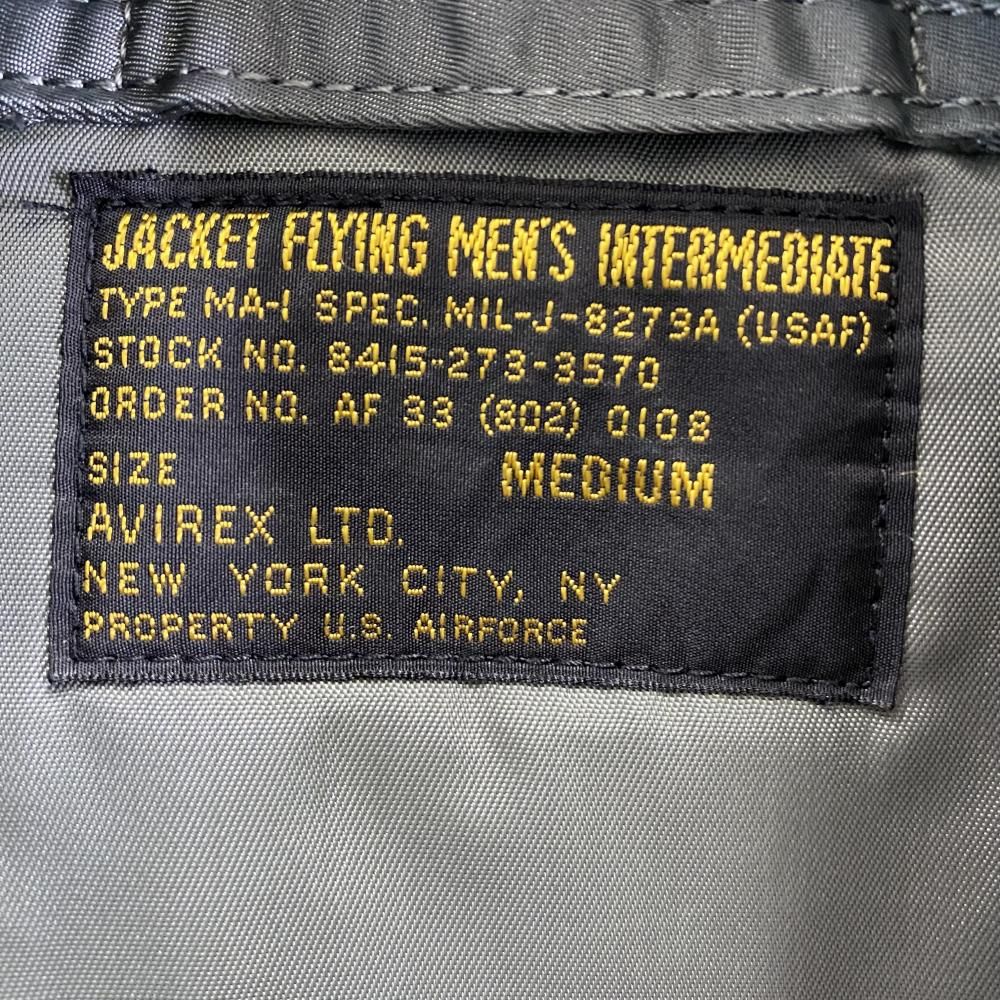 JACKET FLYING MEN'S INTERMEDIATE
TYPE MA-1 SPEC. MIL-J-8279A (USAF)
STOCK NO. 8415-273-3570
ORDER NO. AF 33 (802) 0108
SIZE MEDIUM
AVIREX LTD.
NEW YORK CITY, NY
PROPERTY U.S. AIRFORCE